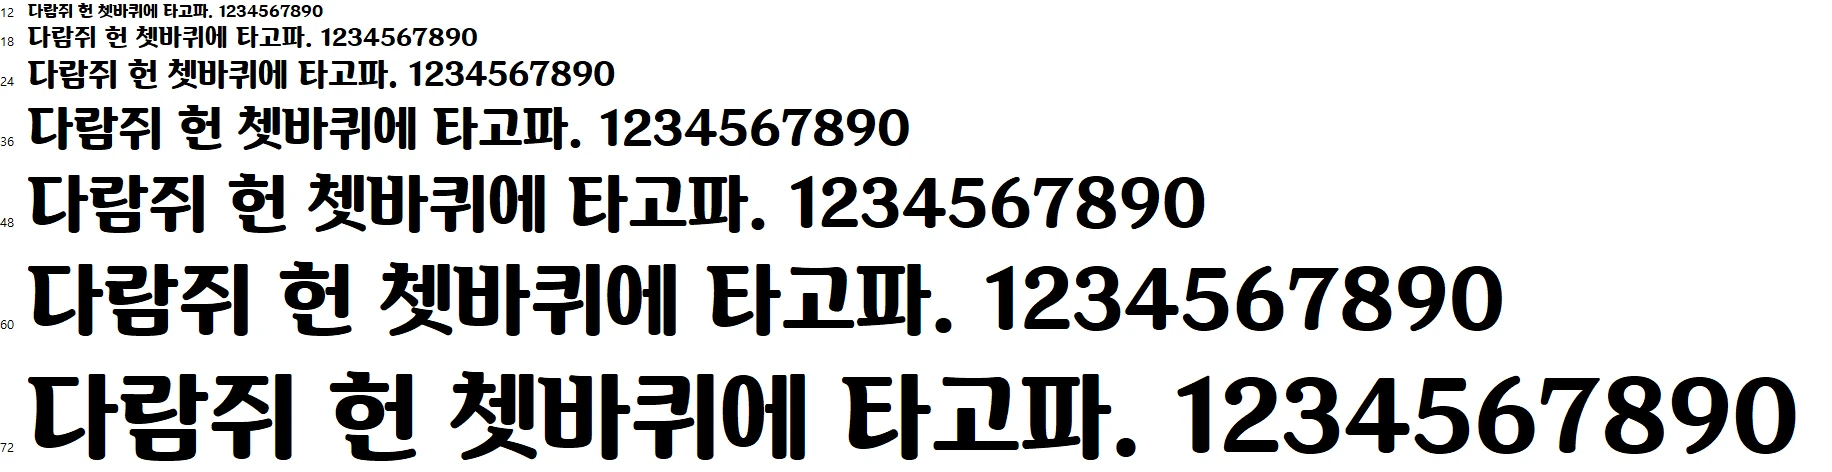 12 다람쥐 헌 쳇바퀴에 타고파. 1234567890
18 다람쥐 헌 쳇바퀴에 타고파. 1234567890
24 다람쥐 헌 쳇바퀴에 타고파. 1234567890
36 다람쥐 헌 쳇바퀴에 타고파. 1234567890
48 다람쥐 헌 쳇바퀴에 타고파. 1234567890
60 다람쥐 헌 쳇바퀴에 타고파. 1234567890
72 다람쥐 헌 쳇바퀴에 타고파. 1234567890